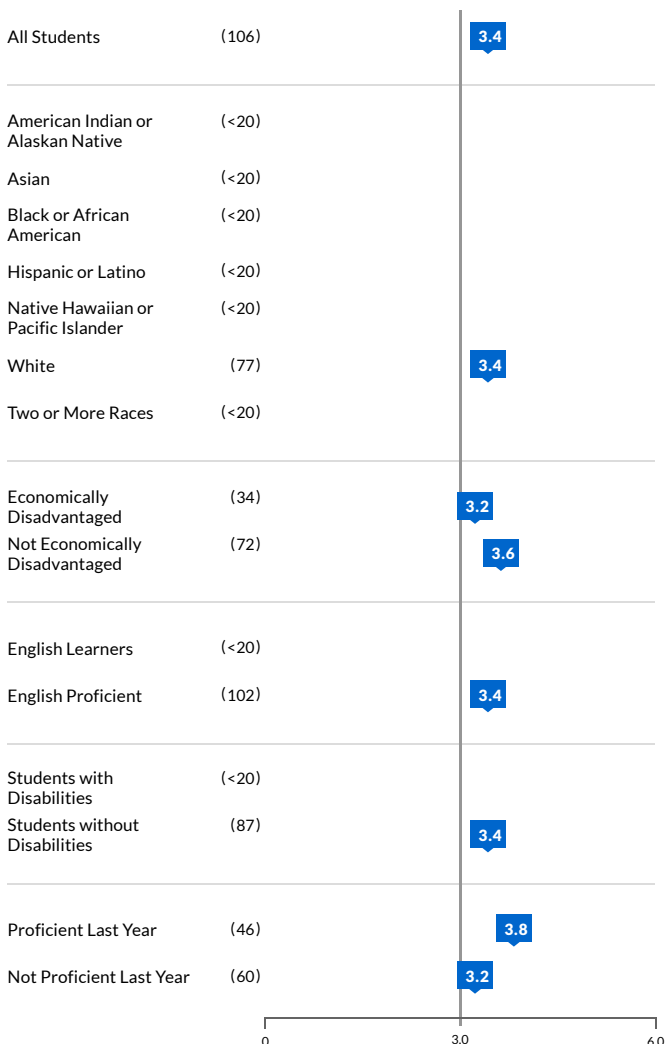 All Students (106) 3.4
American Indian or (<20)
Alaskan Native
Asian (<20)
Black or African (<20)
American
Hispanic or Latino (<20)
Native Hawaiian or (<20)
Pacific Islander
White (77) 3.4
Two or More Races (<20)
Economically (34) 3.2
Disadvantaged
Not Economically (72) 3.6
Disadvantaged
English Learners (<20)
English Proficient (102) 3.4
Students with (<20)
Disabilities
Students without (87) 3.4
Disabilities
Proficient Last Year (46) 3.8
Not Proficient Last Year (60) 3.2
0 3.0 6.0